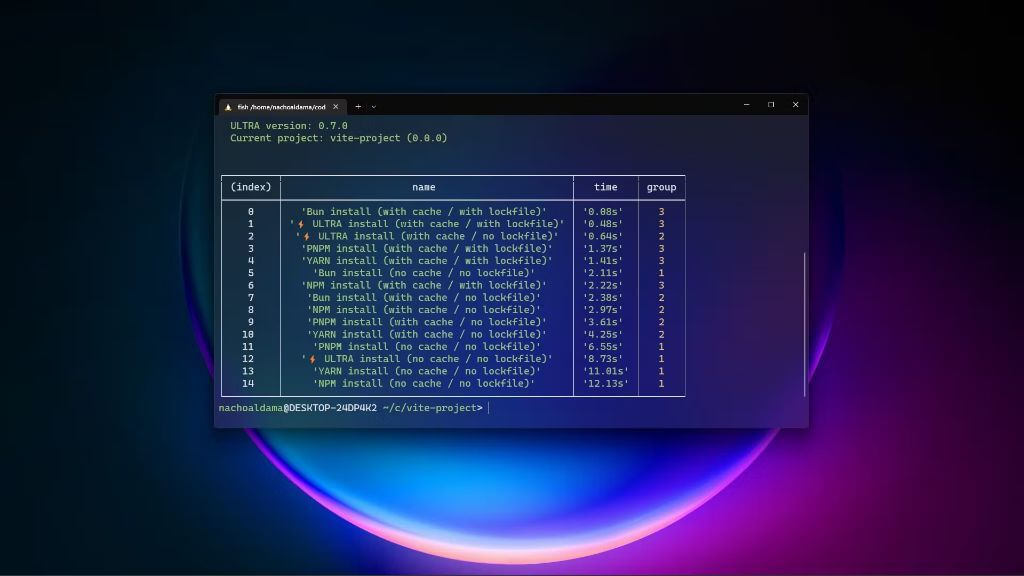 fish /home/nachoaldama/cod
ULTRA version: 0.7.0
Current project: vite-project (0.0.0)
(index) name time group
0 'Bun install (with cache / with lockfile)' '0.08s' 3
1 '⚡ ULTRA install (with cache / with lockfile)' '0.48s' 3
2 '⚡ ULTRA install (with cache / no lockfile)' '0.64s' 2
3 'PNPM install (with cache / with lockfile)' '1.37s' 3
4 'YARN install (with cache / with lockfile)' '1.41s' 3
5 'Bun install (no cache / no lockfile)' '2.11s' 1
6 'NPM install (with cache / with lockfile)' '2.22s' 3
7 'Bun install (with cache / no lockfile)' '2.38s' 2
8 'NPM install (with cache / no lockfile)' '2.97s' 2
9 'PNPM install (with cache / no lockfile)' '3.61s' 2
10 'YARN install (with cache / no lockfile)' '4.25s' 2
11 'PNPM install (no cache / no lockfile)' '6.55s' 1
12 '⚡ ULTRA install (no cache / no lockfile)' '8.73s' 1
13 'YARN install (no cache / no lockfile)' '11.01s' 1
14 'NPM install (no cache / no lockfile)' '12.13s' 1
nachoaldama@DESKTOP-24DP4K2 ~/c/vite-project>